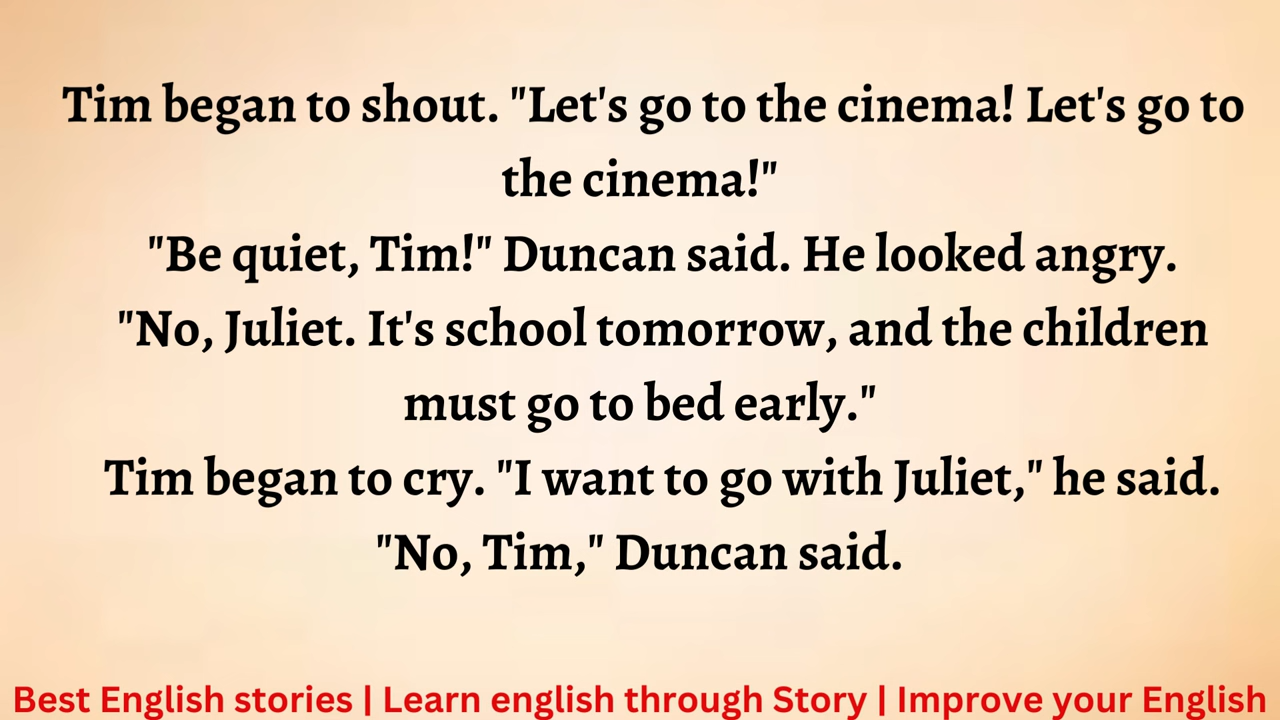 Tim began to shout. "Let's go to the cinema! Let's go to
the cinema!"
"Be quiet, Tim!" Duncan said. He looked angry.
"No, Juliet. It's school tomorrow, and the children
must go to bed early."
Tim began to cry. "I want to go with Juliet," he said.
"No, Tim," Duncan said.
Best English stories | Learn english through Story | Improve your English